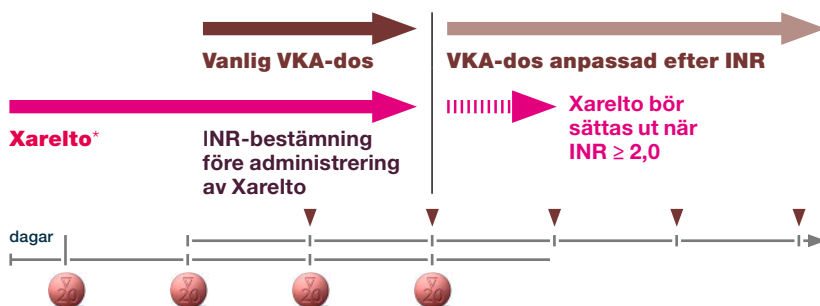 Vanlig VKA-dos
VKA-dos anpassad efter INR
Xarelto*
INR-bestämning
före administrering
av Xarelto
Xarelto bör
sättas ut när
INR ≥ 2,0
dagar
20
20
20
20